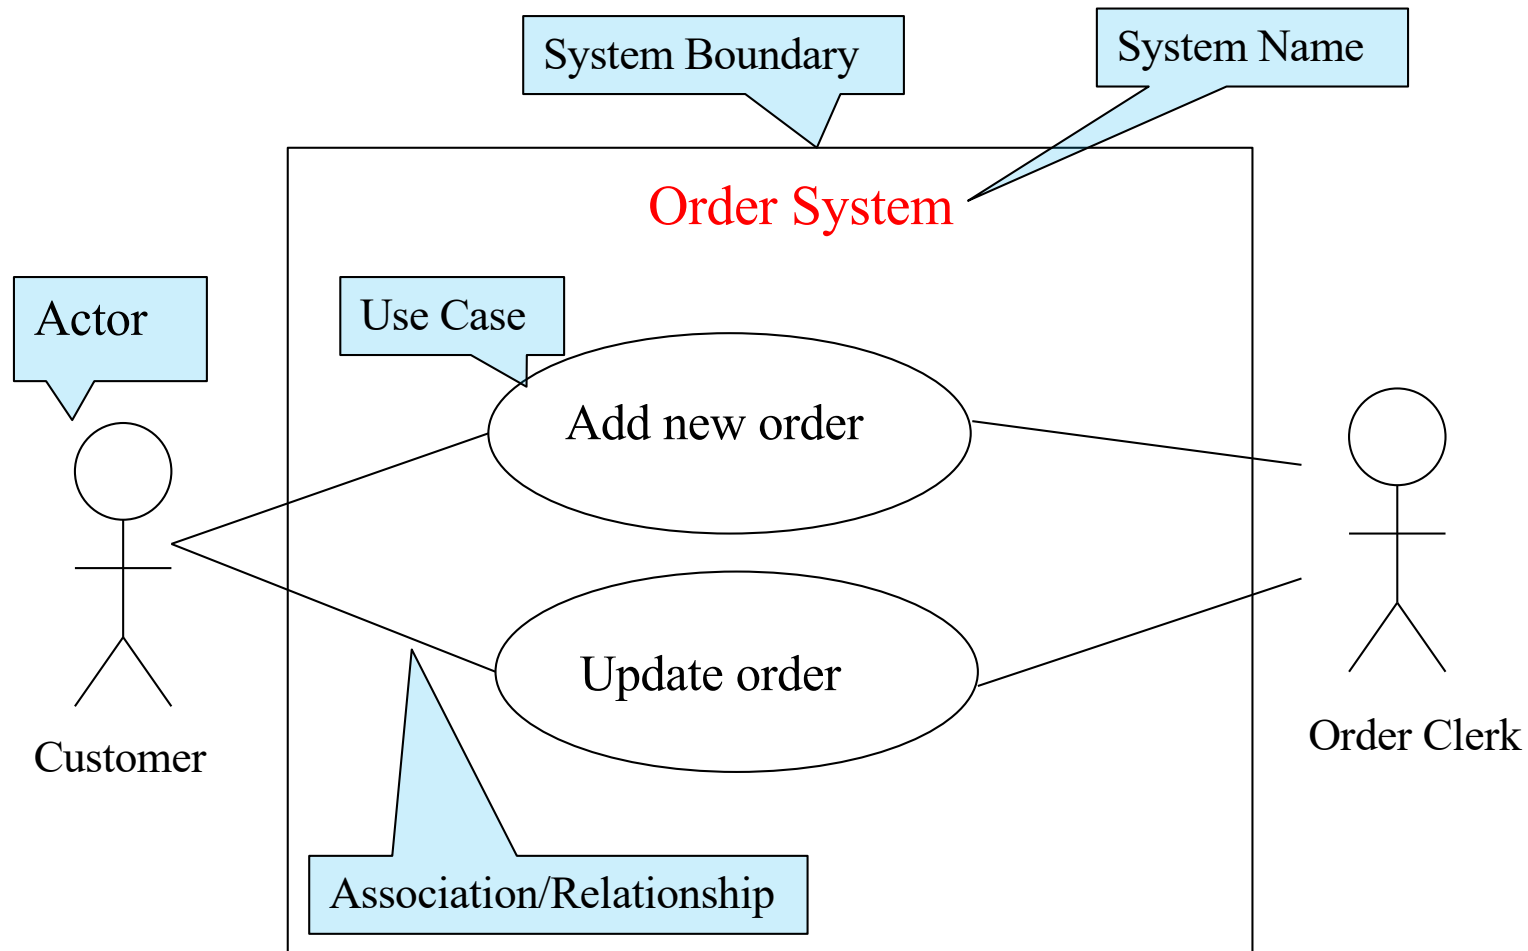 System Boundary
System Name
Order System
Actor
Use Case
Add new order
Update order
Customer
Order Clerk
Association/Relationship